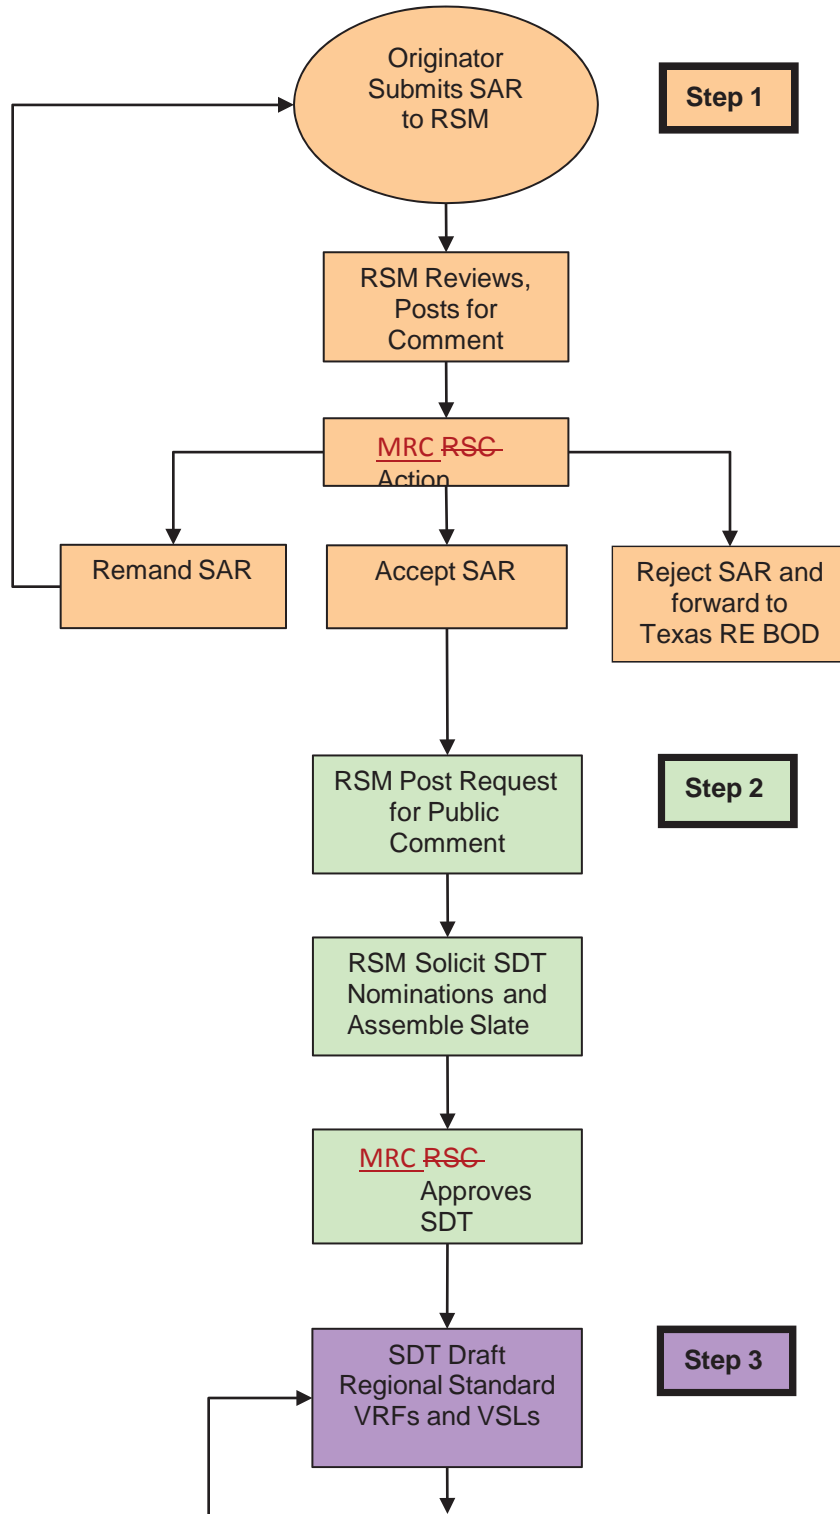 Originator
Submits SAR
to RSM
Step 1
RSM Reviews,
Posts for
Comment
MRC RSC
Action
Remand SAR
Accept SAR
Reject SAR and
forward to
Texas RE BOD
RSM Post Request
for Public
Comment
Step 2
RSM Solicit SDT
Nominations and
Assemble Slate
MRC RSC
Approves
SDT
SDT Draft
Regional Standard
VRFs and VSLs
Step 3